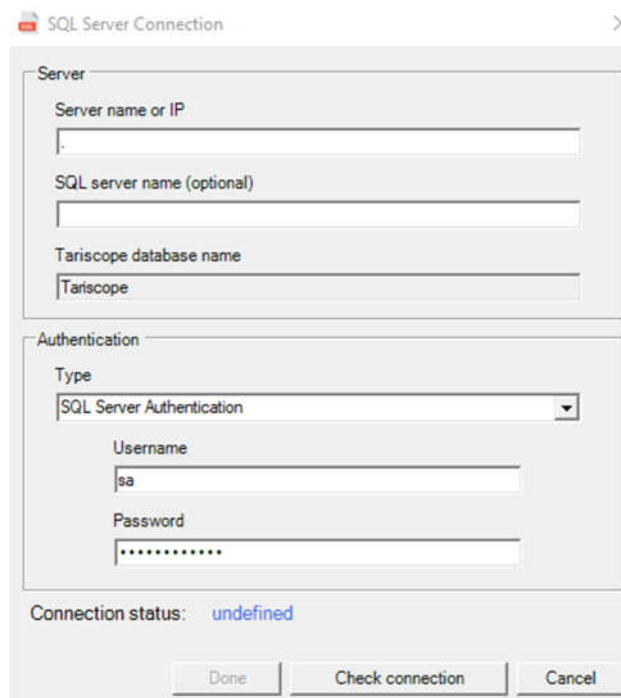 SQL Server Connection
Server
Server name or IP
.
SQL server name (optional)
Tariscope database name
Tariscope
Authentication
Type
SQL Server Authentication
Username
sa
Password
••••••••••••
Connection status: undefined
Done Check connection Cancel